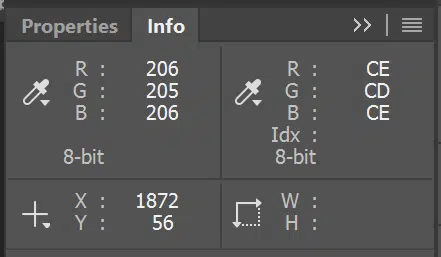 Properties Info
R : 206
G : 205
B : 206
8-bit
R : CE
G : CD
B : CE
Idx :
8-bit
X : 1872
Y : 56
W :
H :